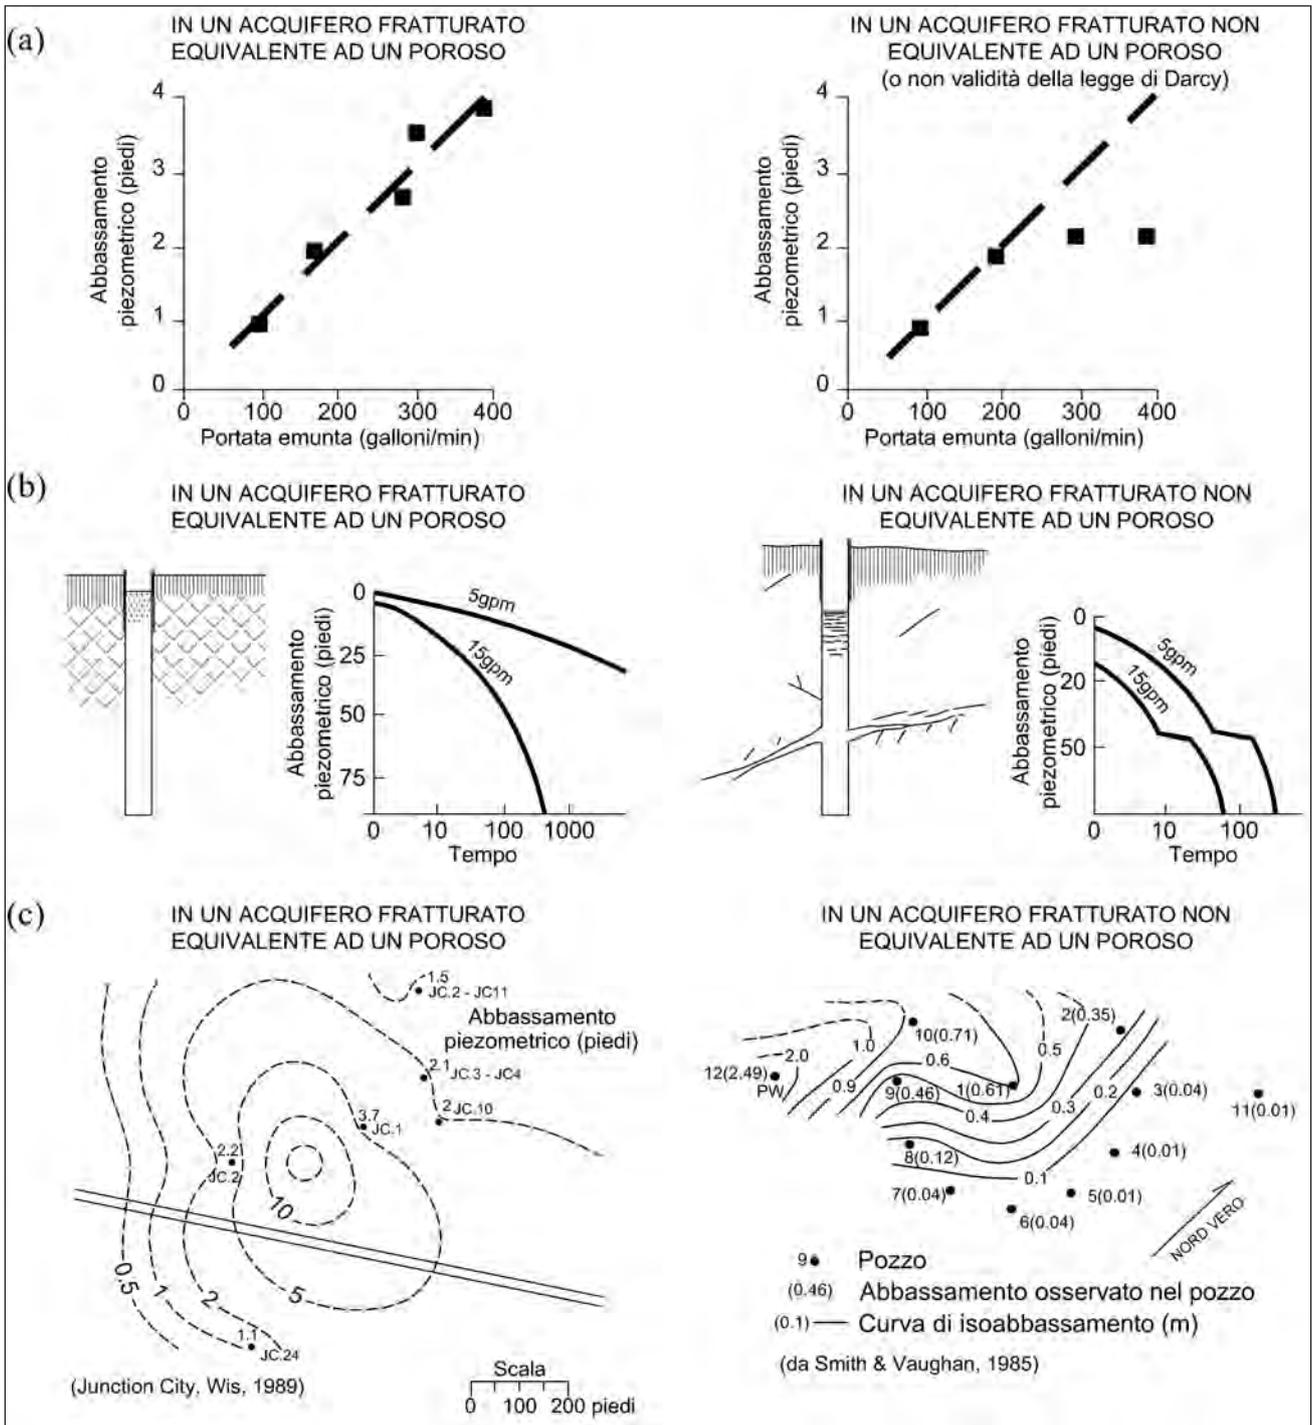 (a)
IN UN ACQUIFERO FRATTURATO
EQUIVALENTE AD UN POROSO
Abbassamento
piezometrico (piedi)
4
3
2
1
0
0 100 200 300 400
Portata emunta (galloni/min)
IN UN ACQUIFERO FRATTURATO NON
EQUIVALENTE AD UN POROSO
(o non validità della legge di Darcy)
Abbassamento
piezometrico (piedi)
4
3
2
1
0
0 100 200 300 400
Portata emunta (galloni/min)
(b)
IN UN ACQUIFERO FRATTURATO
EQUIVALENTE AD UN POROSO
Abbassamento
piezometrico (piedi)
0
25
50
75
5gpm
15gpm
0 10 100 1000
Tempo
IN UN ACQUIFERO FRATTURATO NON
EQUIVALENTE AD UN POROSO
Abbassamento
piezometrico (piedi)
0
20
50
5gpm
15gpm
0 10 100
Tempo
(c)
IN UN ACQUIFERO FRATTURATO
EQUIVALENTE AD UN POROSO
1.5
JC.2 - JC11
Abbassamento
piezometrico (piedi)
2.1
JC.3 - JC4
2 JC.10
3.7
JC.1
2.2
JC.2
10
0.5
1
2
5
1.1
JC.24
(Junction City, Wis, 1989)
Scala
0 100 200 piedi
IN UN ACQUIFERO FRATTURATO NON
EQUIVALENTE AD UN POROSO
2(0.35)
10(0.71)
1.0
0.5
2.0
0.6
12(2.49)
PW
0.9
9(0.46)
1(0.61)
0.2
3(0.04)
11(0.01)
0.3
0.4
8(0.12)
4(0.01)
0.1
7(0.04)
5(0.01)
6(0.04)
NORD VERO
9 Pozzo
(0.46) Abbassamento osservato nel pozzo
(0.1) Curva di isoabbassamento (m)
(da Smith & Vaughan, 1985)